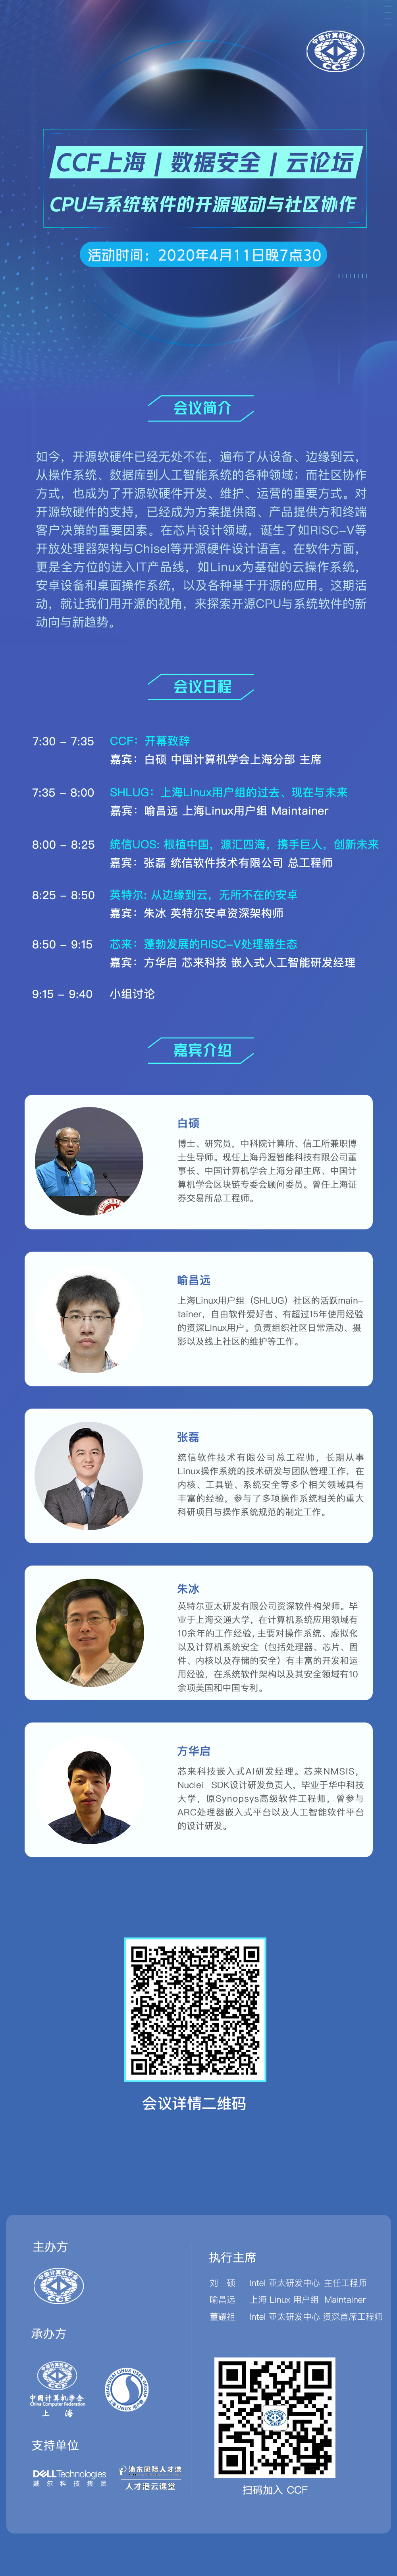 中国计算机学会
CCF
CCF上海 | 数据安全 | 云论坛
CPU与系统软件的开源驱动与社区协作
活动时间：2020年4月11日晚7点30
会议简介
如今，开源软硬件已经无处不在，遍布了从设备、边缘到云，
从操作系统、数据库到人工智能系统的各种领域；而社区协作
方式，也成为了开源软硬件开发、维护、运营的重要方式。对
开源软硬件的支持，已经成为方案提供商、产品提供方和终端
客户决策的重要因素。在芯片设计领域，诞生了如RISC-V等
开放处理器架构与Chisel等开源硬件设计语言。在软件方面，
更是全方位的进入IT产品线，如Linux为基础的云操作系统，
安卓设备和桌面操作系统，以及各种基于开源的应用。这期活
动，就让我们用开源的视角，来探索开源CPU与系统软件的新
动向与新趋势。
会议日程
7:30 - 7:35 CCF：开幕致辞
嘉宾：白硕 中国计算机学会上海分部 主席
7:35 - 8:00 SHLUG：上海Linux用户组的过去、现在与未来
嘉宾：喻昌远 上海Linux用户组 Maintainer
8:00 - 8:25 统信UOS: 根植中国，源汇四海，携手巨人，创新未来
嘉宾：张磊 统信软件技术有限公司 总工程师
8:25 - 8:50 英特尔: 从边缘到云，无所不在的安卓
嘉宾：朱冰 英特尔安卓资深架构师
8:50 - 9:15 芯来：蓬勃发展的RISC-V处理器生态
嘉宾：方华启 芯来科技 嵌入式人工智能研发经理
9:15 - 9:40 小组讨论
嘉宾介绍
白硕
博士、研究员，中科院计算所、信工所兼职博
士生导师。现任上海丹渥智能科技有限公司董
事长、中国计算机学会上海分部主席、中国计
算机学会区块链专委会顾问委员。曾任上海证
券交易所总工程师。
喻昌远
上海Linux用户组（SHLUG）社区的活跃main-
tainer，自由软件爱好者、有超过15年使用经验
的资深Linux用户。负责组织社区日常活动、摄
影以及线上社区的维护等工作。
张磊
统信软件技术有限公司总工程师，长期从事
Linux操作系统的技术研发与团队管理工作，在
内核、工具链、系统安全等多个相关领域具有
丰富的经验，参与了多项操作系统相关的重大
科研项目与操作系统规范的制定工作。
朱冰
英特尔亚太研发有限公司资深软件构架师。毕
业于上海交通大学，在计算机系统应用领域有
10余年的工作经验,主要对操作系统、虚拟化
以及计算机系统安全（包括处理器、芯片、固
件、内核以及存储的安全）有丰富的开发和运
用经验，在系统软件架构以及其安全领域有10
余项美国和中国专利。
方华启
芯来科技嵌入式AI研发经理。芯来NMSIS，
Nuclei SDK设计研发负责人，毕业于华中科技
大学，原Synopsys高级软件工程师，曾参与
ARC处理器嵌入式平台以及人工智能软件平台
的设计研发。
会议详情二维码
主办方
中国计算机学会
CCF
承办方
中国计算机学会
CCF
中国计算机学会
China Computer Federation
上 海
SHANGHAI LINUX USER GROUP
上海 LINUX 用户组
支持单位
DELLTechnologies
戴尔科技集团
浦东国际人才港
人才港云课堂
执行主席
刘 硕 Intel 亚太研发中心 主任工程师
喻昌远 上海 Linux 用户组 Maintainer
董耀祖 Intel 亚太研发中心 资深首席工程师
扫码加入 CCF